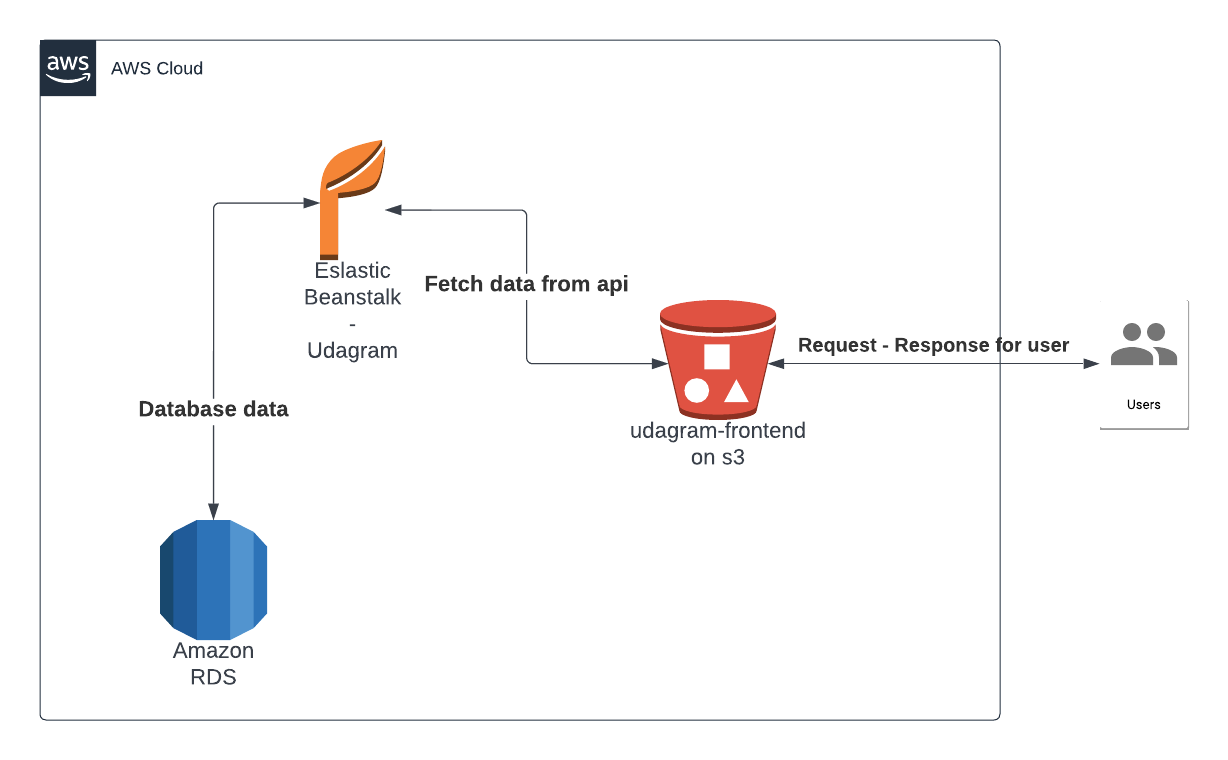 aws
AWS Cloud
Eslastic
Beanstalk
-
Udagram
Fetch data from api
Request - Response for user
Users
Database data
udagram-frontend
on s3
Amazon
RDS